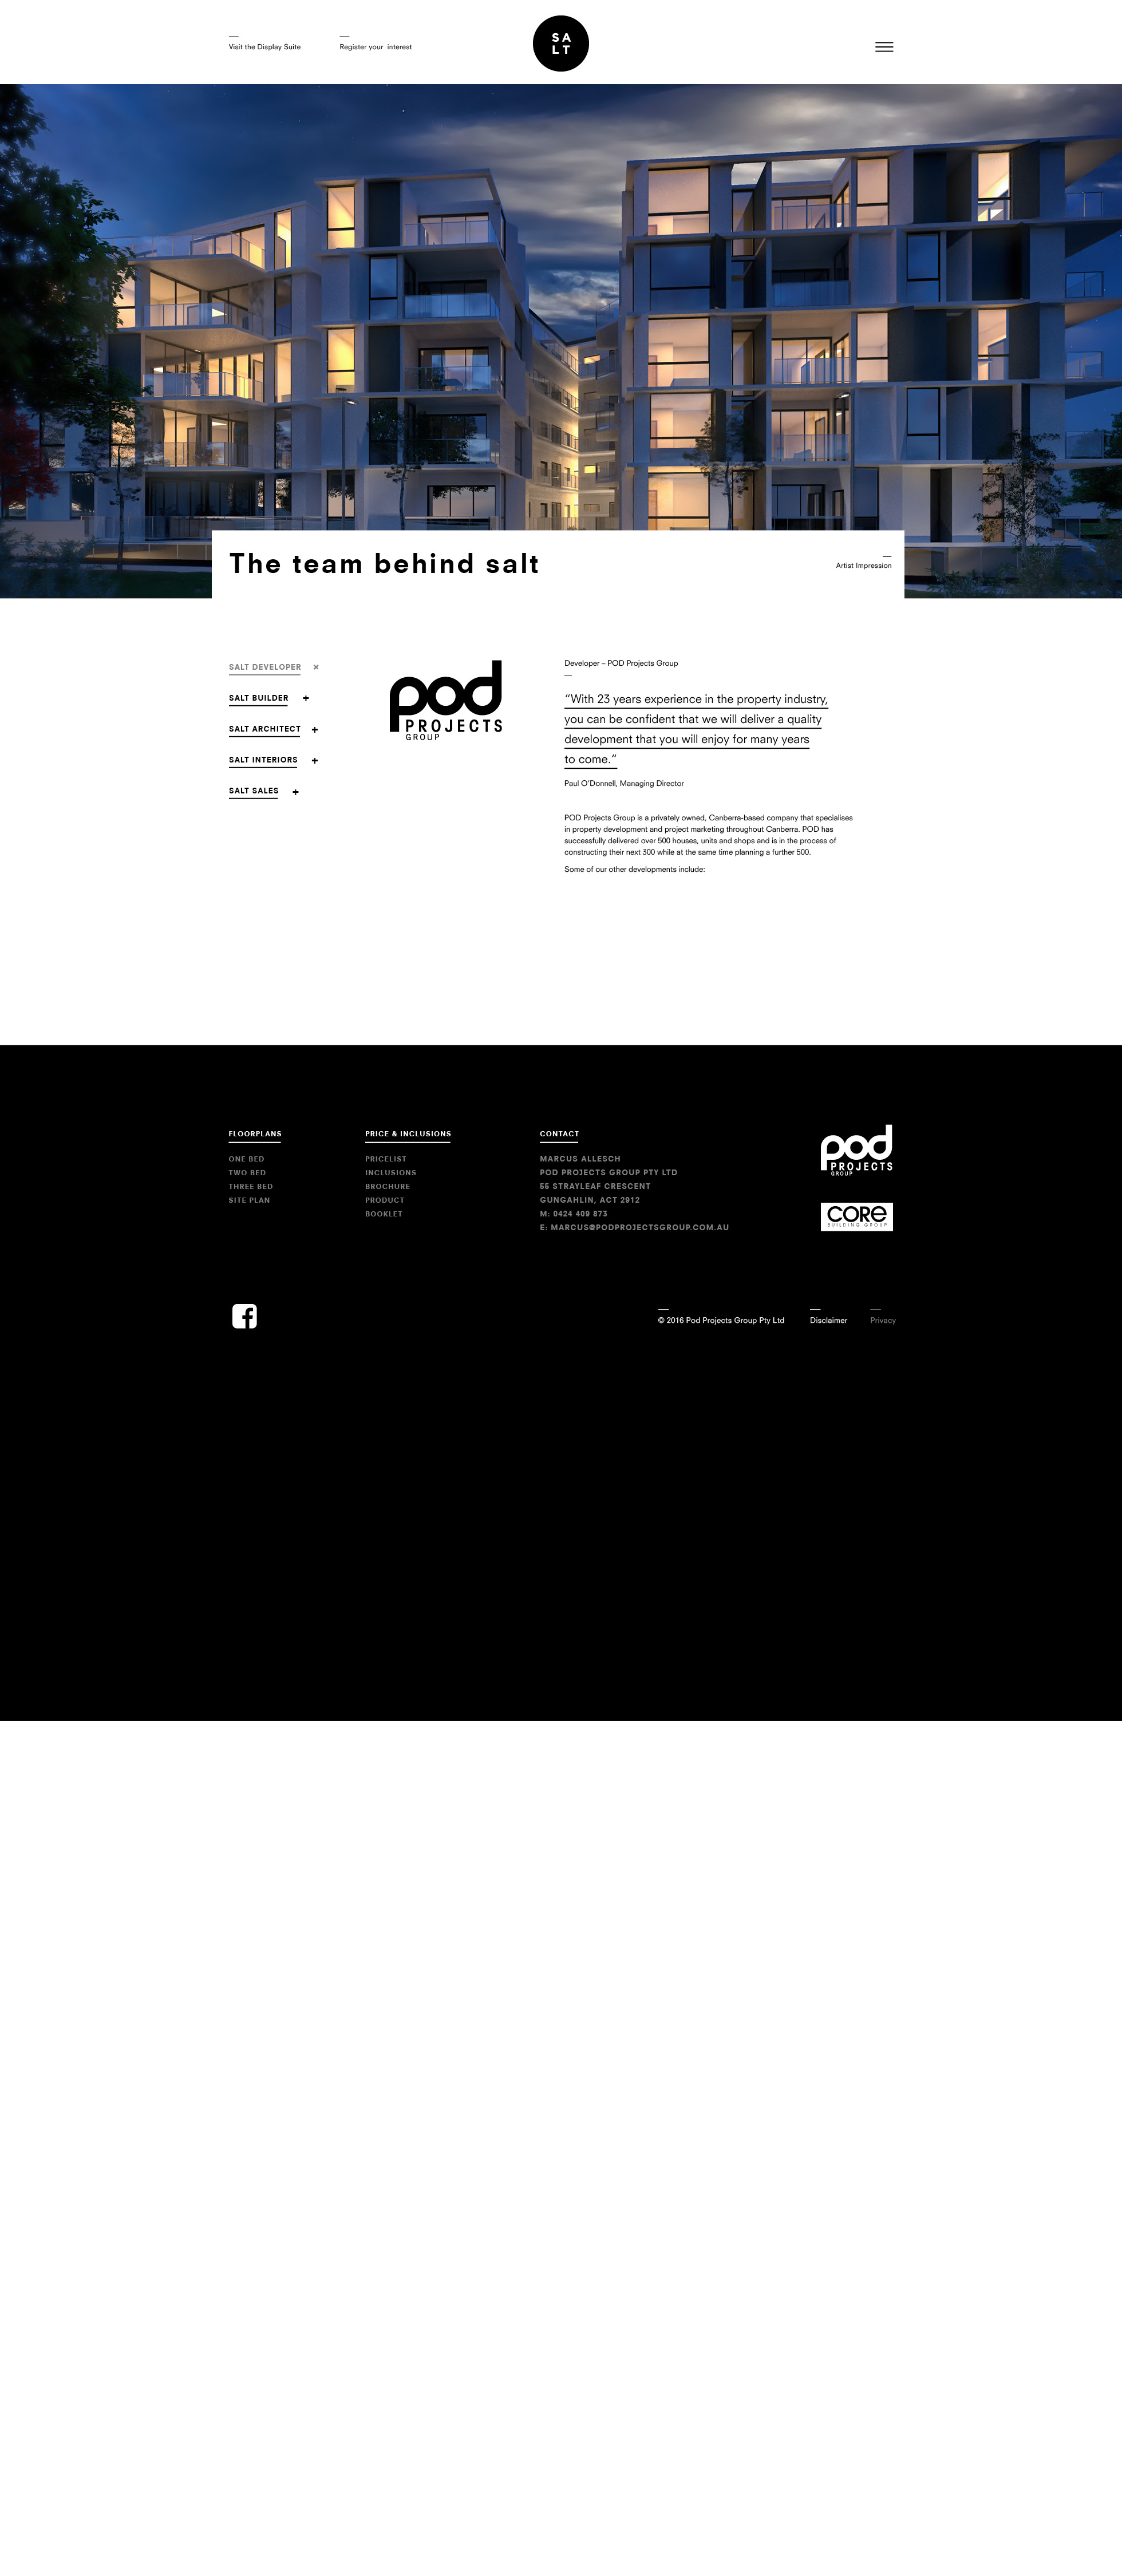 Visit the Display Suite
Register your interest
SA
LT
The team behind salt
Artist Impression
SALT DEVELOPER ×
SALT BUILDER +
SALT ARCHITECT +
SALT INTERIORS +
SALT SALES +
pod
PROJECTS
GROUP
Developer – POD Projects Group
“With 23 years experience in the property industry,
you can be confident that we will deliver a quality
development that you will enjoy for many years
to come.”
Paul O’Donnell, Managing Director
POD Projects Group is a privately owned, Canberra-based company that specialises
in property development and project marketing throughout Canberra. POD has
successfully delivered over 500 houses, units and shops and is in the process of
constructing their next 300 while at the same time planning a further 500.
Some of our other developments include:
FLOORPLANS
ONE BED
TWO BED
THREE BED
SITE PLAN
PRICE & INCLUSIONS
PRICELIST
INCLUSIONS
BROCHURE
PRODUCT
BOOKLET
CONTACT
MARCUS ALLESCH
POD PROJECTS GROUP PTY LTD
55 STRAYLEAF CRESCENT
GUNGAHLIN, ACT 2912
M: 0424 409 873
E: MARCUS@PODPROJECTSGROUP.COM.AU
pod
PROJECTS
GROUP
CORE
BUILDING GROUP
© 2016 Pod Projects Group Pty Ltd
Disclaimer
Privacy